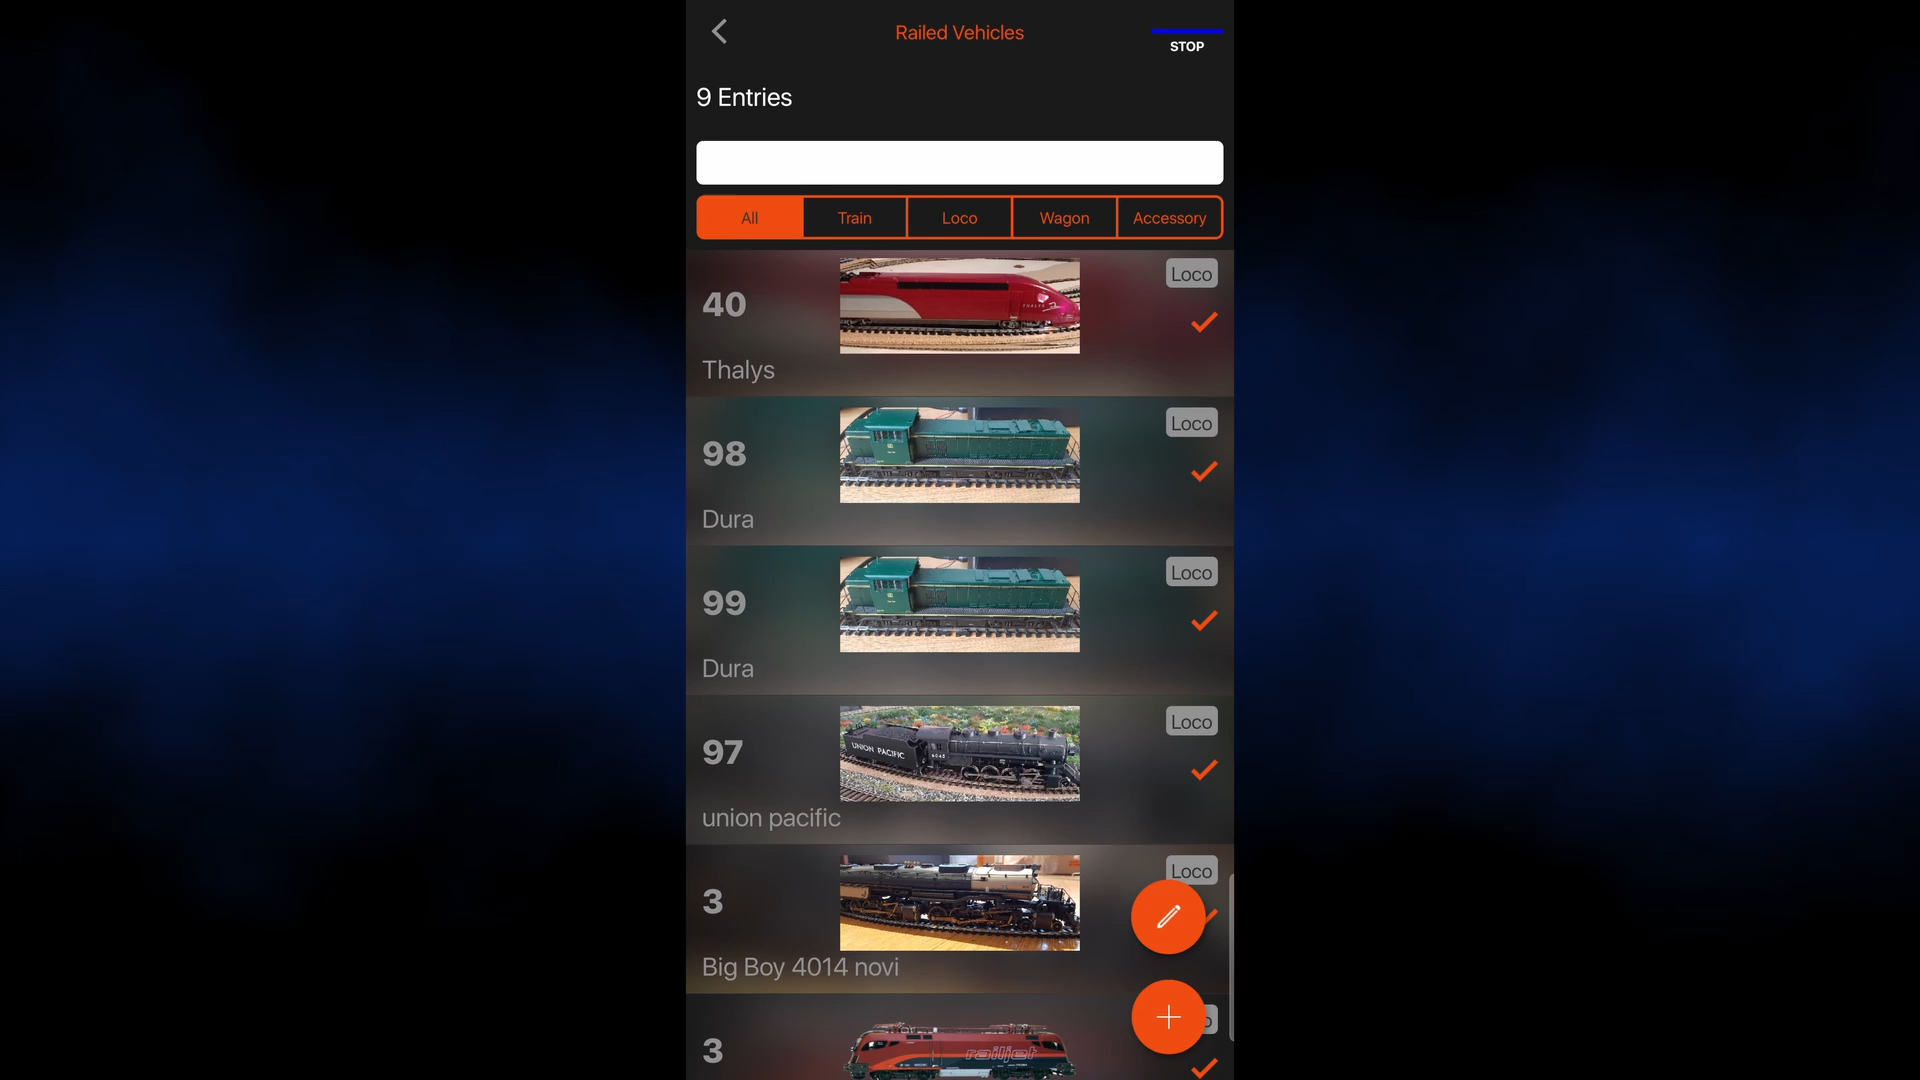 Railed Vehicles
STOP
9 Entries
All Train Loco Wagon Accessory
Loco
40
THALYS
Thalys
Loco
98
Dura
Loco
99
Dura
Loco
97
UNION PACIFIC
union pacific
Loco
3
Big Boy 4014 novi
3
railjet